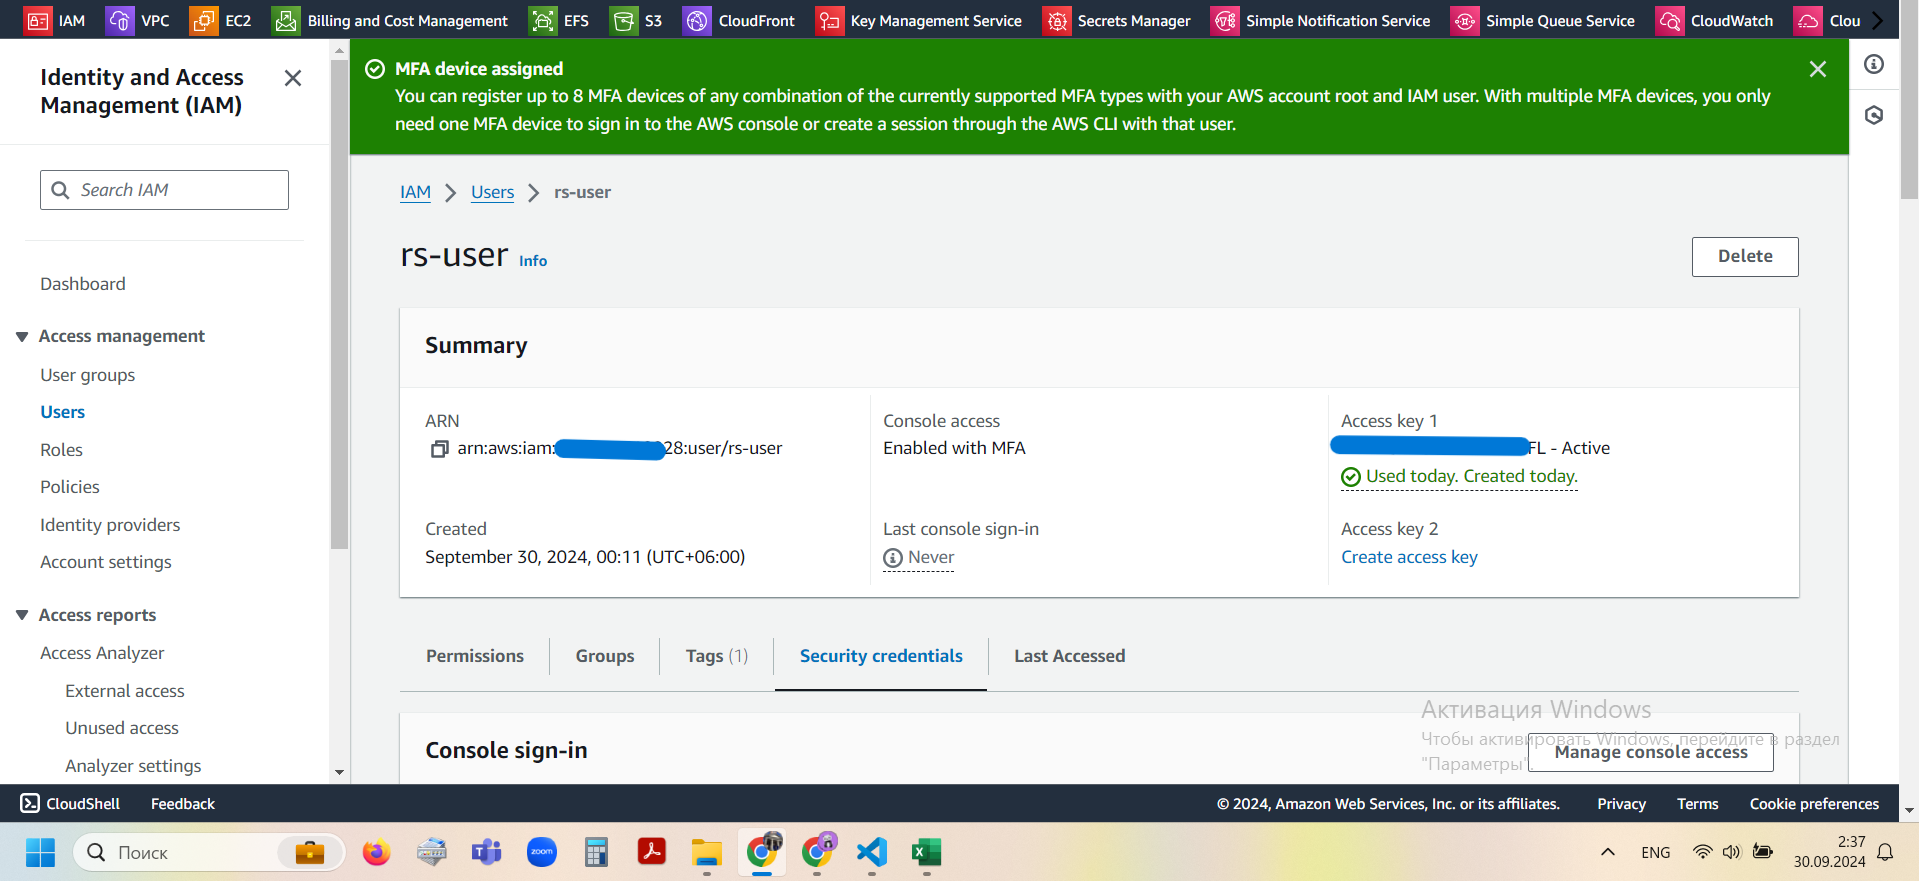 IAM VPC EC2 Billing and Cost Management EFS S3 CloudFront Key Management Service Secrets Manager Simple Notification Service Simple Queue Service CloudWatch Clou
Identity and Access
Management (IAM)
Search IAM
Dashboard
Access management
User groups
Users
Roles
Policies
Identity providers
Account settings
Access reports
Access Analyzer
External access
Unused access
Analyzer settings
MFA device assigned
You can register up to 8 MFA devices of any combination of the currently supported MFA types with your AWS account root and IAM user. With multiple MFA devices, you only
need one MFA device to sign in to the AWS console or create a session through the AWS CLI with that user.
IAM Users rs-user
rs-user Info
Delete
Summary
ARN
arn:aws:iam: 28:user/rs-user
Created
September 30, 2024, 00:11 (UTC+06:00)
Console access
Enabled with MFA
Last console sign-in
Never
Access key 1
FL - Active
Used today. Created today.
Access key 2
Create access key
Permissions Groups Tags (1) Security credentials Last Accessed
Console sign-in
Manage console access
Активация Windows
Чтобы активировать Windows, перейдите в раздел
"Параметры".
CloudShell Feedback © 2024, Amazon Web Services, Inc. or its affiliates. Privacy Terms Cookie preferences
Поиск
zoom
ENG
2:37
30.09.2024